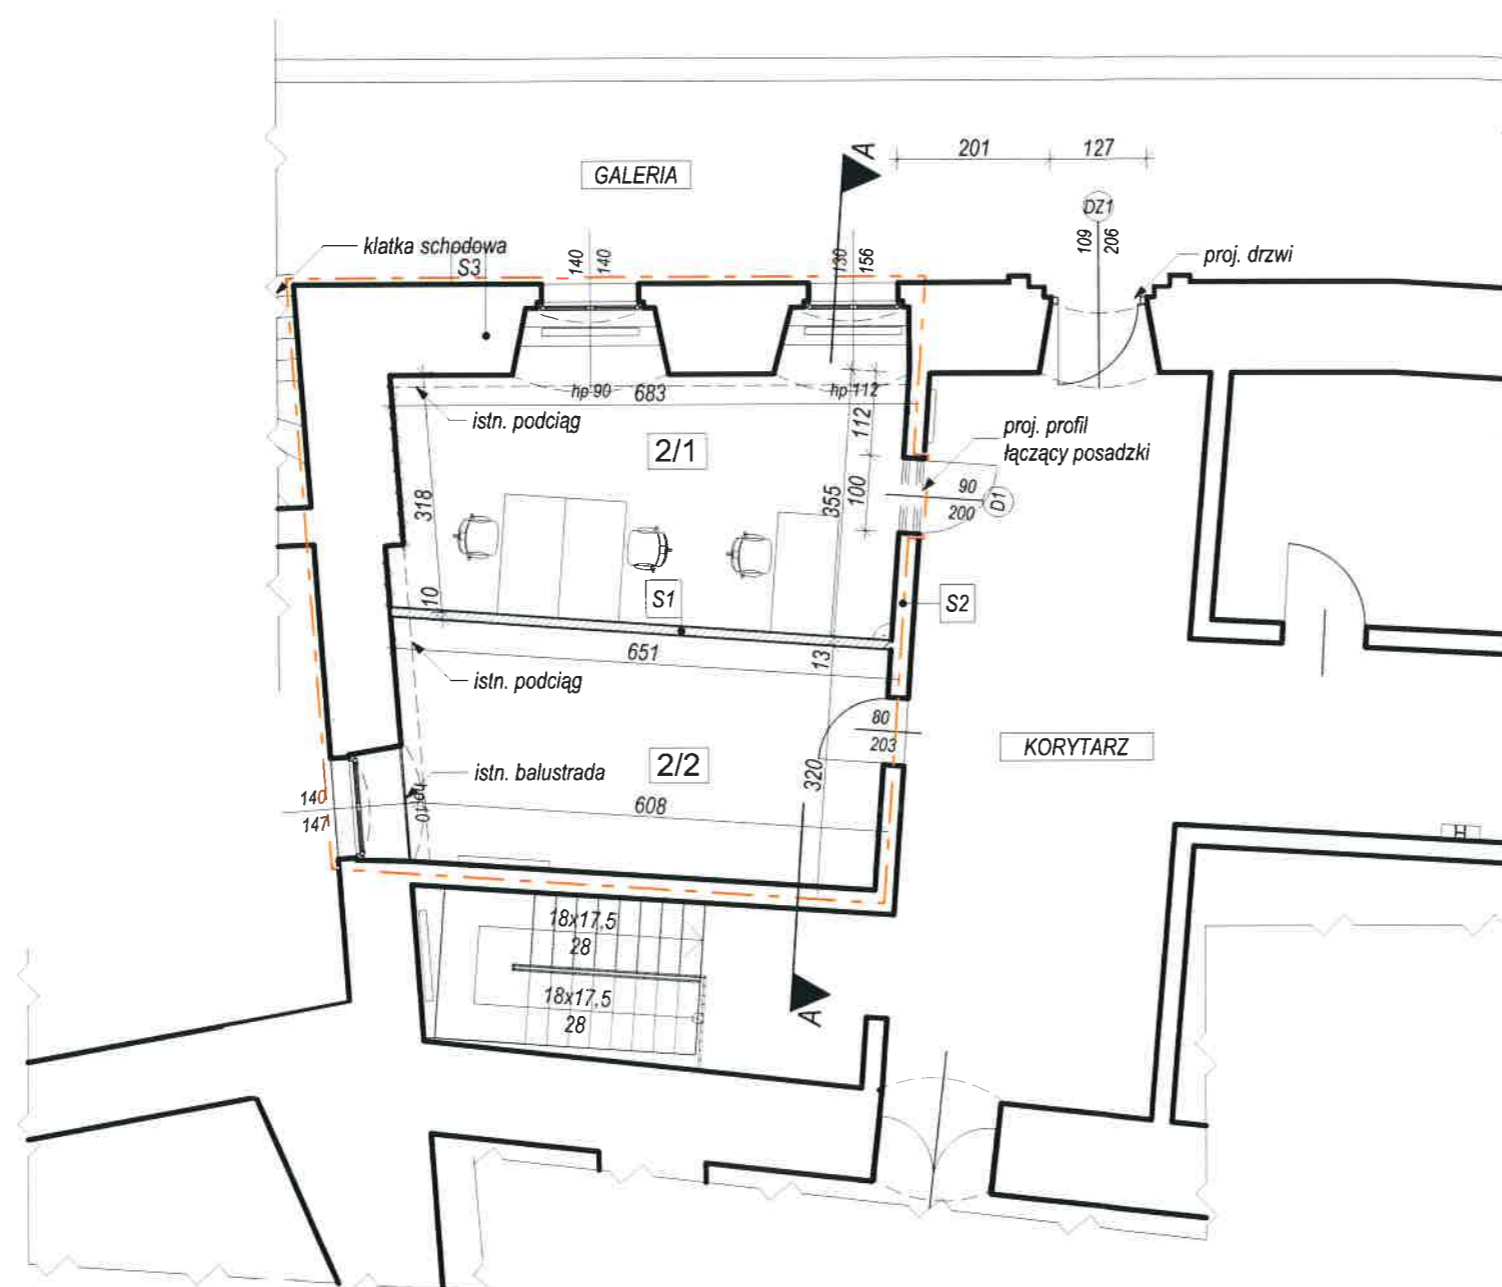 GALERIA
A
201
127
DZ1
109
206
proj. drzwi
klatka schodowa
S3
140
140
130
156
hp 90
683
hp 112
istn. podciąg
2/1
112
proj. profil
łączący posadzki
318
355
100
90
200
D1
10
S1
S2
651
13
istn. podciąg
80
203
KORYTARZ
istn. balustrada
2/2
320
140
147
608
H
18x17,5
28
18x17,5
28
A